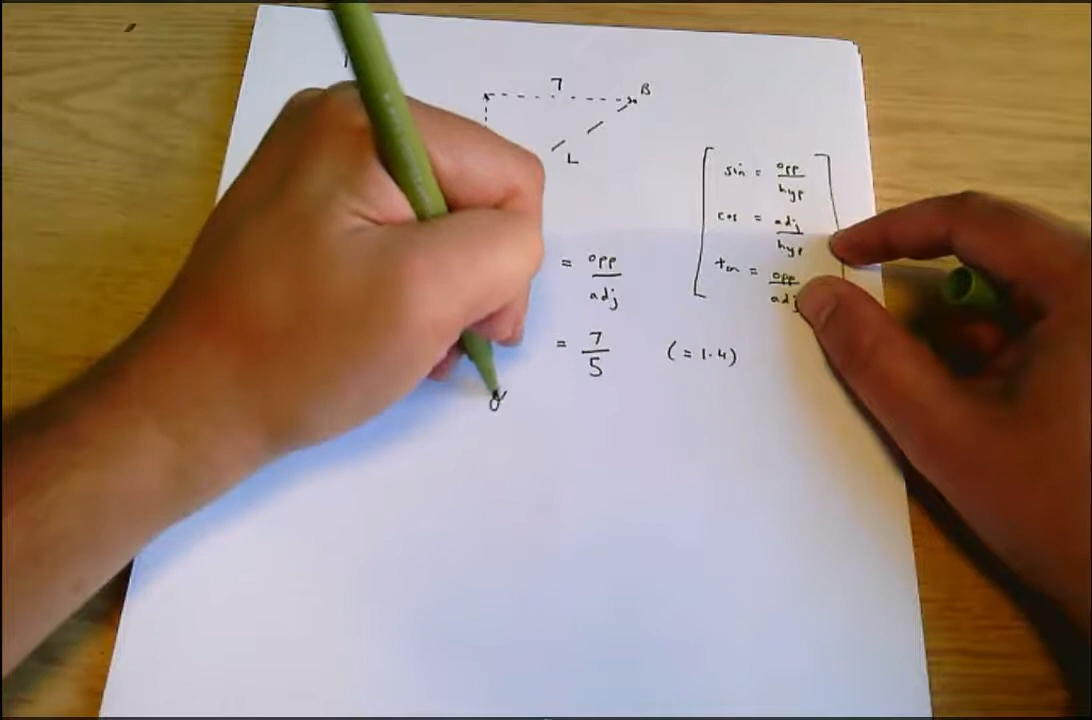 7
B
L
sin = opp/hyp
cos = adj/hyp
tan = opp/adj
= opp/adj
= 7/5 (= 1.4)